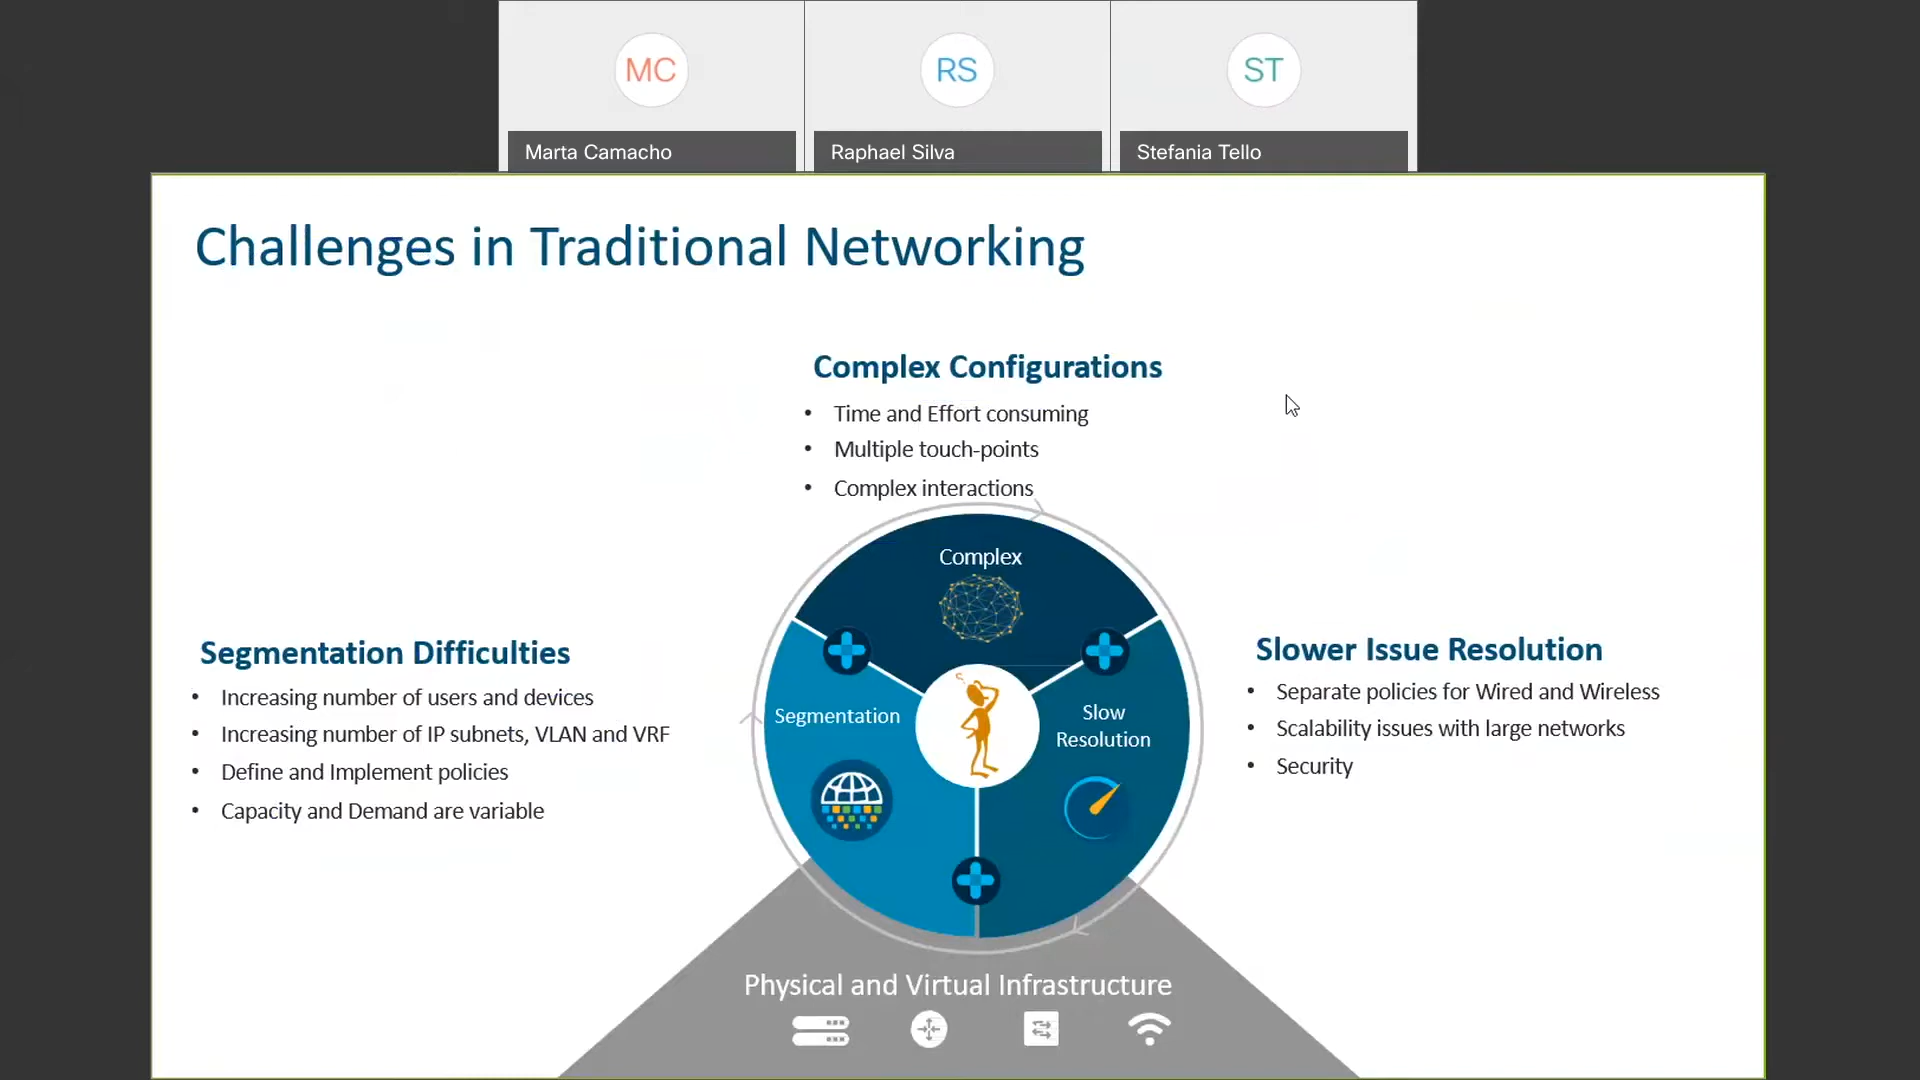 MC
RS
ST
Marta Camacho
Raphael Silva
Stefania Tello
Challenges in Traditional Networking
Complex Configurations
• Time and Effort consuming
• Multiple touch-points
• Complex interactions
Segmentation Difficulties
• Increasing number of users and devices
• Increasing number of IP subnets, VLAN and VRF
• Define and Implement policies
• Capacity and Demand are variable
Complex
Segmentation
Slow
Resolution
Slower Issue Resolution
• Separate policies for Wired and Wireless
• Scalability issues with large networks
• Security
Physical and Virtual Infrastructure